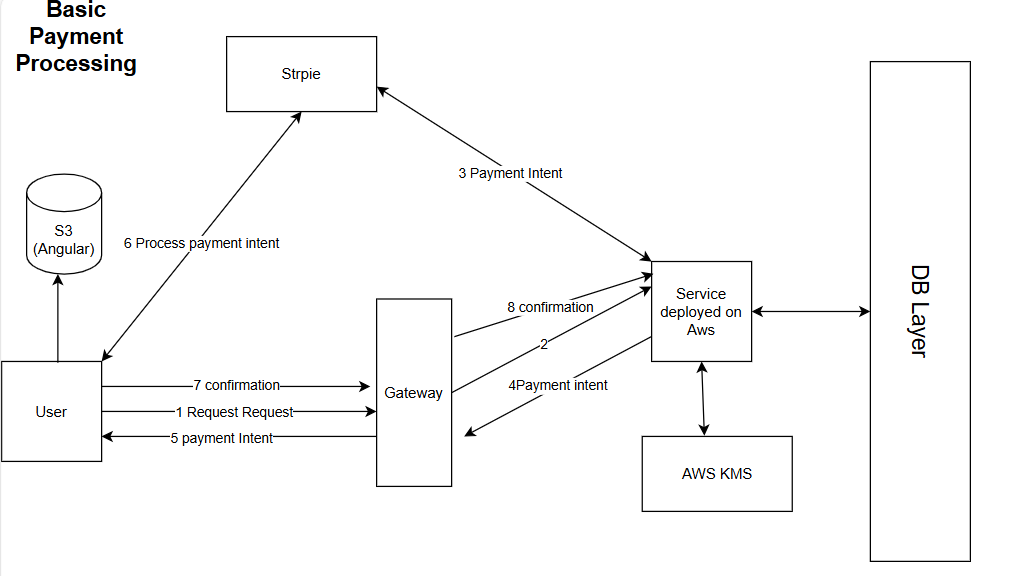 Basic
Payment
Processing
Strpie
3 Payment Intent
S3
(Angular)
6 Process payment intent
Service
deployed on
Aws
DB Layer
8 confirmation
2
4Payment intent
7 confirmation
Gateway
User
1 Request Request
5 payment Intent
AWS KMS